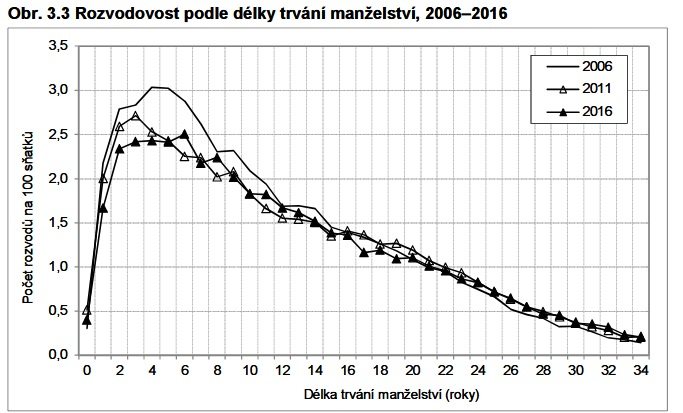 Obr. 3.3 Rozvodovost podle délky trvání manželství, 2006–2016
3,5
3,0
2,5
2,0
1,5
1,0
0,5
0,0
Počet rozvodů na 100 sňatků
2006
2011
2016
0 2 4 6 8 10 12 14 16 18 20 22 24 26 28 30 32 34
Délka trvání manželství (roky)